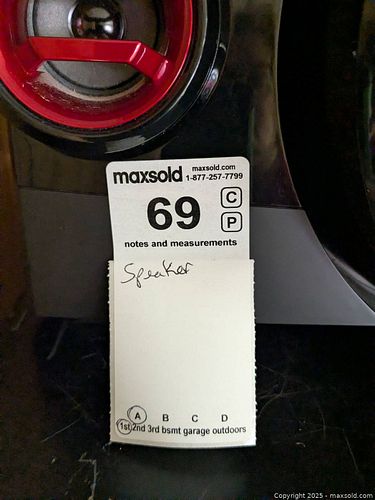 maxsold maxsold.com
1-877-257-7799
69 C
P
notes and measurements
Speaker
A B C D
1st 2nd 3rd bsmt garage outdoors
Copyright 2025 - maxsold.com